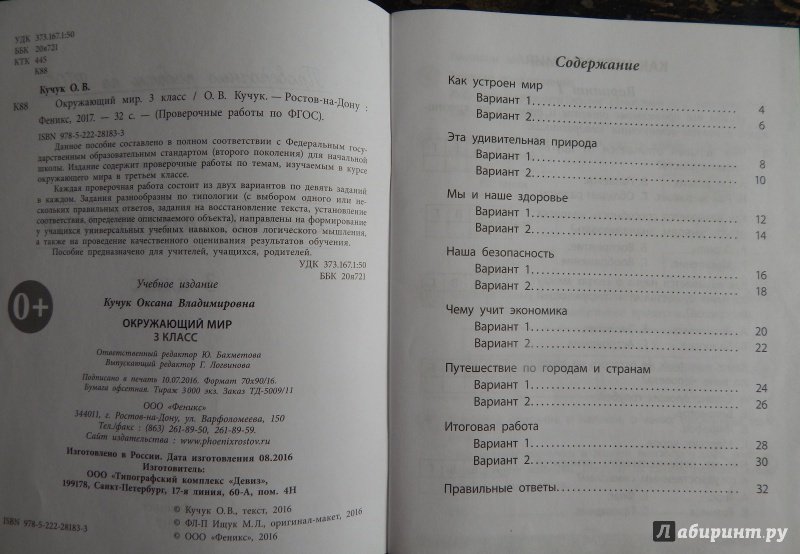 УДК 373.167.1:50
ББК 20я721
КТК 445
К88
Кучук О. В.
К88 Окружающий мир. 3 класс / О. В. Кучук. — Ростов-на-Дону :
Феникс, 2017. — 32 с. — (Проверочные работы по ФГОС).
ISBN 978-5-222-28183-3
Данное пособие составлено в полном соответствии с Федеральным госу-
дарственным образовательным стандартом (второго поколения) для начальной
школы. Издание содержит проверочные работы по темам, изучаемым в курсе
окружающего мира в третьем классе.
Каждая проверочная работа состоит из двух вариантов по девять заданий
в каждом. Задания разнообразны по типологии (с выбором одного или не-
скольких правильных ответов, задания на восстановление текста, установление
соответствия, определение описываемого объекта), направлены на формирование
у учащихся универсальных учебных навыков, основ логического мышления,
а также на проведение качественного оценивания результатов обучения.
Пособие предназначено для учителей, учащихся, родителей.
УДК 373.167.1:50
ББК 20я721
0+
Учебное издание
Кучук Оксана Владимировна
ОКРУЖАЮЩИЙ МИР
3 КЛАСС
Ответственный редактор Ю. Бахметова
Выпускающий редактор Г. Логвинова
Подписано в печать 10.07.2016. Формат 70x90/16.
Бумага офсетная. Тираж 3000 экз. Заказ ТД-5009/11
ООО «Феникс»
344011, г. Ростов-на-Дону, ул. Варфоломеева, 150
Тел./факс: (863) 261-89-50, 261-89-59.
Сайт издательства : www.phoenixrostov.ru
Изготовлено в России. Дата изготовления 08.2016
Изготовитель:
ООО «Типографский комплекс «Девиз»,
199178, Санкт-Петербург, 17-я линия, 60-А, пом. 4Н
© Кучук О.В., текст, 2016
© ФЛ-П Ищук М.Л., оригинал-макет, 2016
ISBN 978-5-222-28183-3 © ООО «Феникс», 2016
Содержание
Как устроен мир
Вариант 1 4
Вариант 2 6
Эта удивительная природа
Вариант 1 8
Вариант 2 10
Мы и наше здоровье
Вариант 1 12
Вариант 2 14
Наша безопасность
Вариант 1 16
Вариант 2 18
Чему учит экономика
Вариант 1 20
Вариант 2 22
Путешествие по городам и странам
Вариант 1 24
Вариант 2 26
Итоговая работа
Вариант 1 28
Вариант 2 30
Правильные ответы 32
Лабиринт.ру